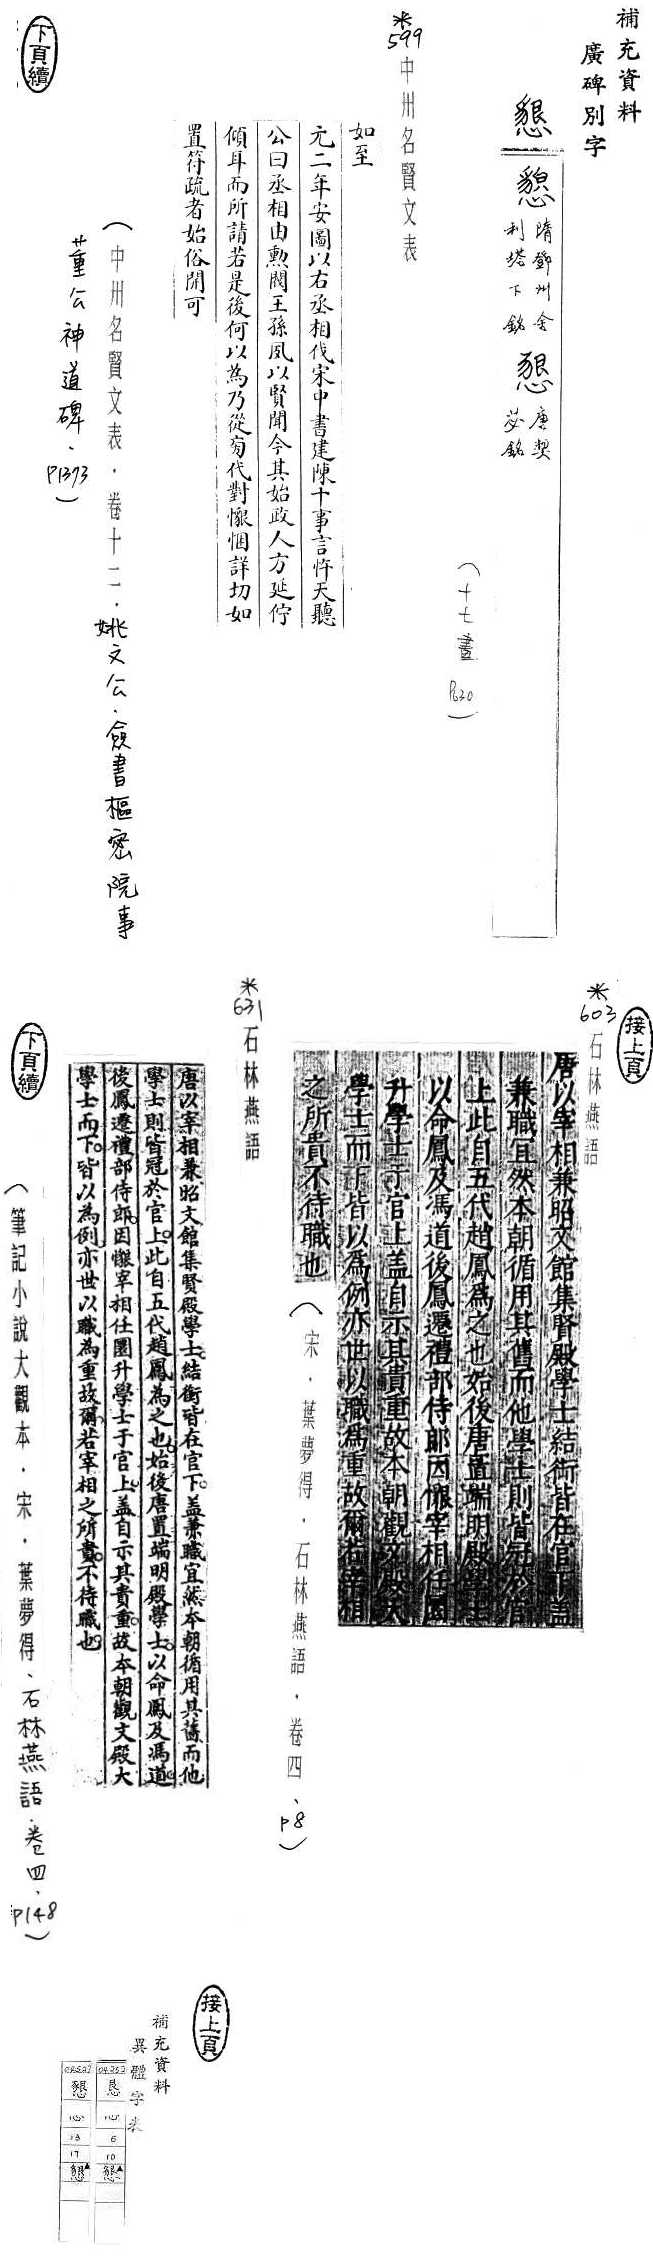 補充資料
廣碑別字
懇
懇 隋鄧州舍利塔下銘 懇 唐契苾銘
(十七畫 P620)
*599 中州名賢文表
如至
元二年安圖以右丞相伐宋中書建陳十事言忤天聽
公曰丞相由勲閥王孫夙以賢聞今其始政人方延佇
傾耳而所請若是後何以為乃從旁代對懇悃詳切如
置符疏者始俗開可
(中州名賢文表．卷十二．姚文公．僉書樞密院事
董公神道碑．P1373)
下頁續
接上頁
*603 石林燕語
唐以宰相兼昭文館集賢殿學士結銜皆在官下盖
兼職宜然本朝循用其舊而他學士則皆冠於官
上此自五代趙鳳為之也始後唐置端明殿學士
以命鳳及馮道後鳳遷禮部侍郎因懇宰相任圜
升學士于官上盖自示其貴重故本朝觀文殿大
學士而下皆以為例亦世以職為重故爾若宰相
之所貴不待職也
(宋．葉夢得．石林燕語．卷四、P8)
*631 石林燕語
唐以宰相兼昭文館集賢殿學士。結銜皆在官下。盖兼職宜然。本朝循用其舊而他
學士則皆冠於官上。此自五代趙鳳為之也。始後唐置端明殿學士。以命鳳及馮道。
後鳳遷禮部侍郎。因懇宰相任圜升學士于官上。盖自示其貴重。故本朝觀文殿大
學士而下。皆以為例。亦世以職為重故爾。若宰相之所貴。不待職也。
(筆記小說大觀本．宋．葉夢得、石林燕語．卷四、P148)
下頁續
接上頁
補充資料
異體字表
恳 心 6 10 懇
懇 心 13 17 懇